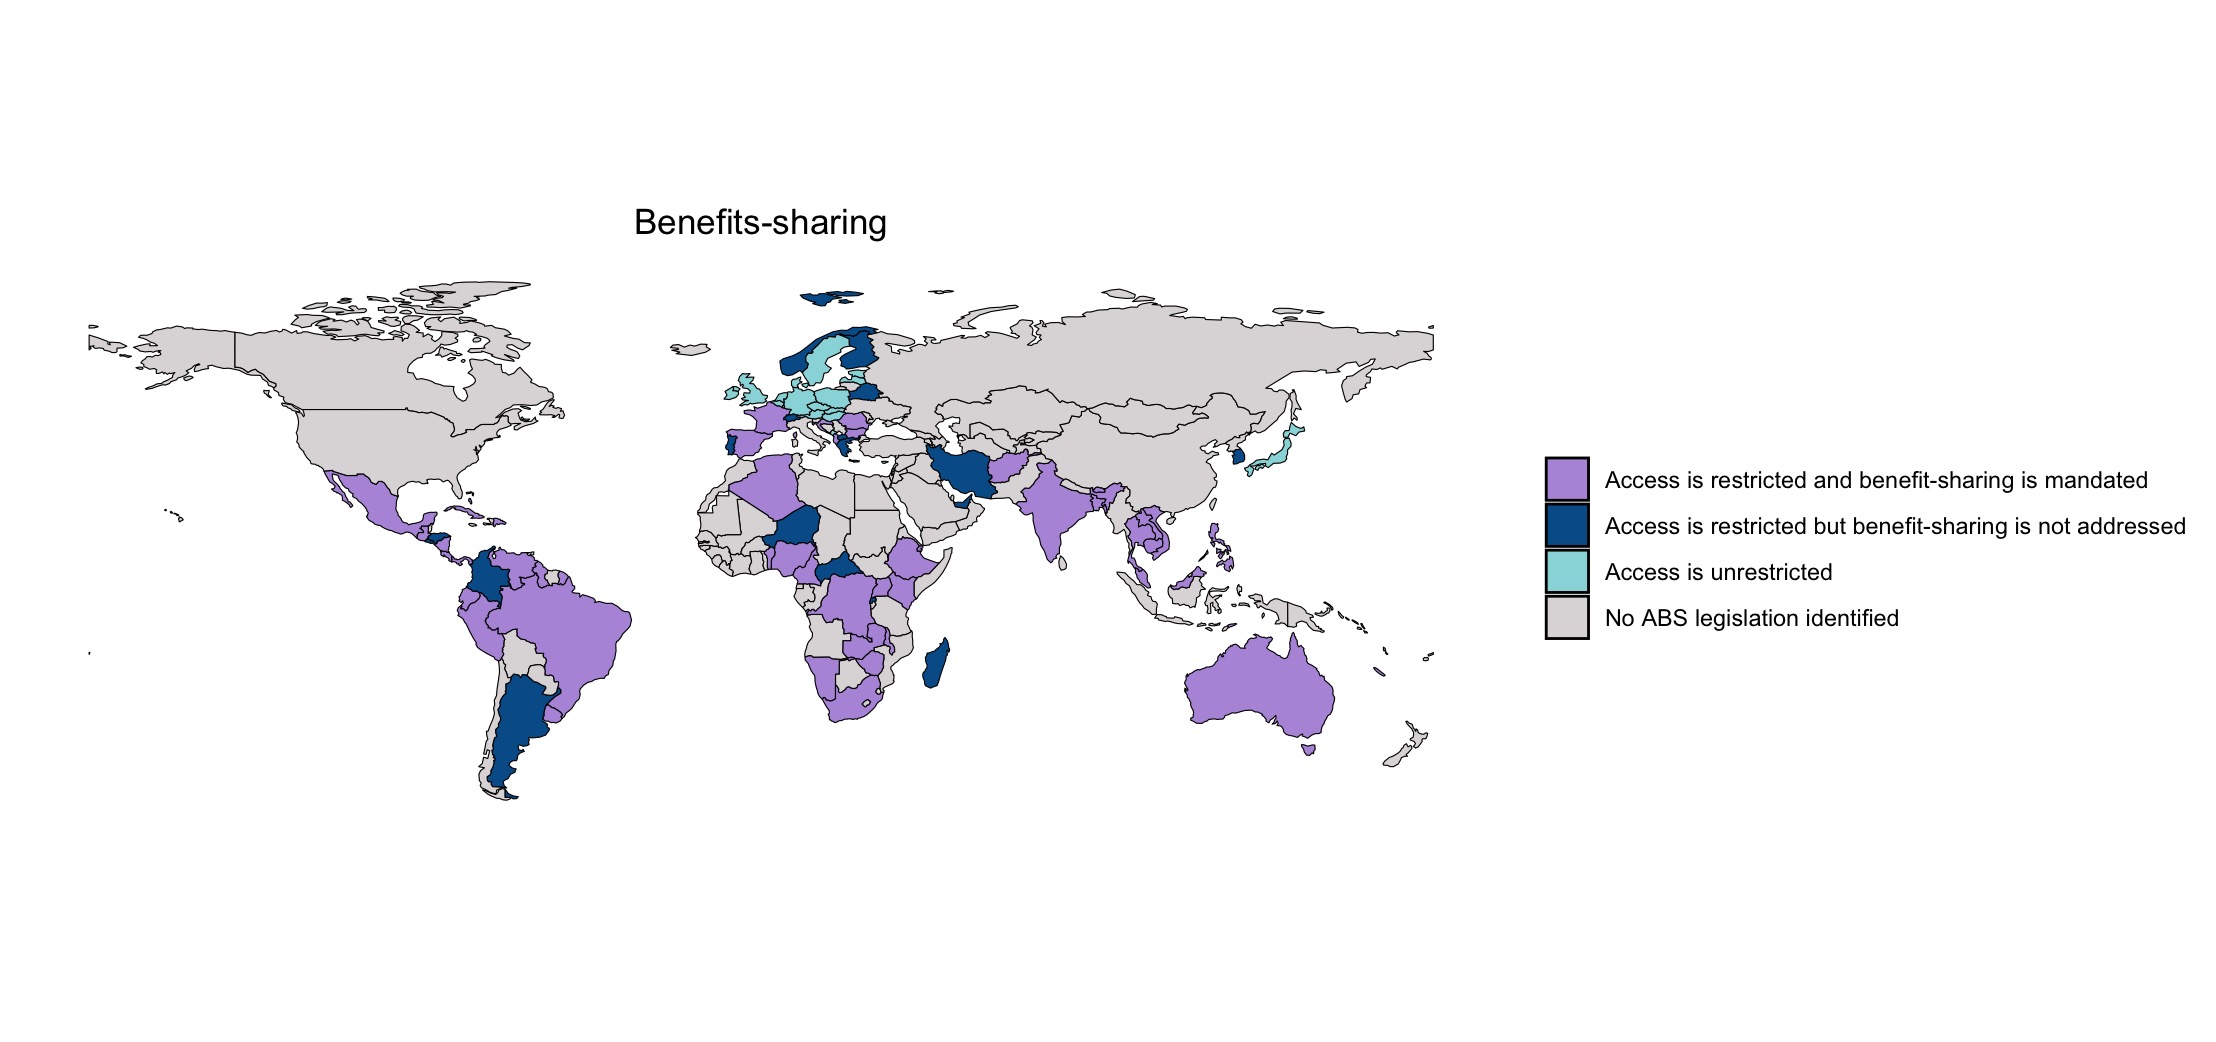 Benefits-sharing
Access is restricted and benefit-sharing is mandated
Access is restricted but benefit-sharing is not addressed
Access is unrestricted
No ABS legislation identified